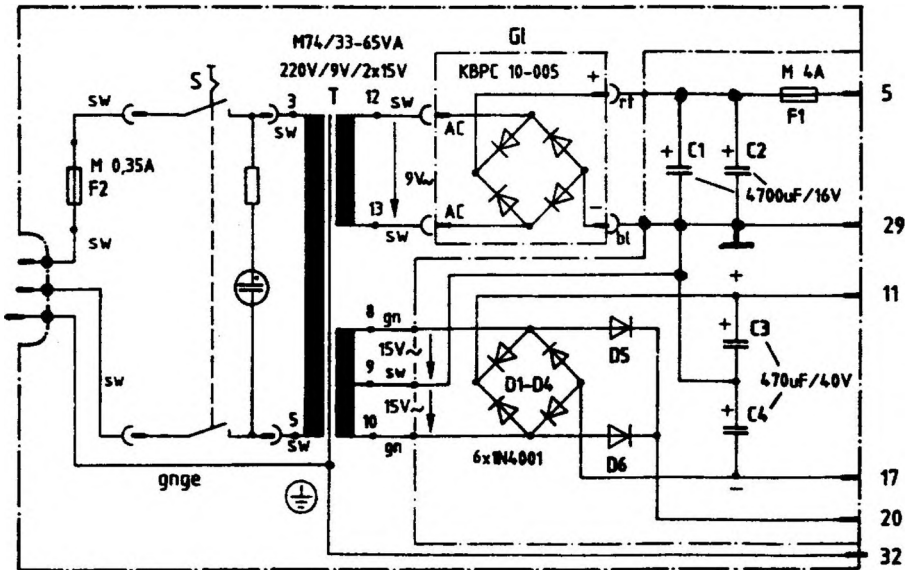 M74/33-65VA
220V/9V/2x15V
Gl
KBPC 10-005
S
T
sw
3
sw
12
sw
AC
+
rt
M 4A
F1
5
M 0,35A
F2
9V~
C1
C2
+
+
4700uF/16V
13
sw
AC
-
bl
29
sw
+
11
8
gn
15V~
9
sw
15V~
10
gn
D5
D1-D4
D6
6x1N4001
+
C3
470uF/40V
+
C4
-
sw
5
sw
gnge
17
20
32